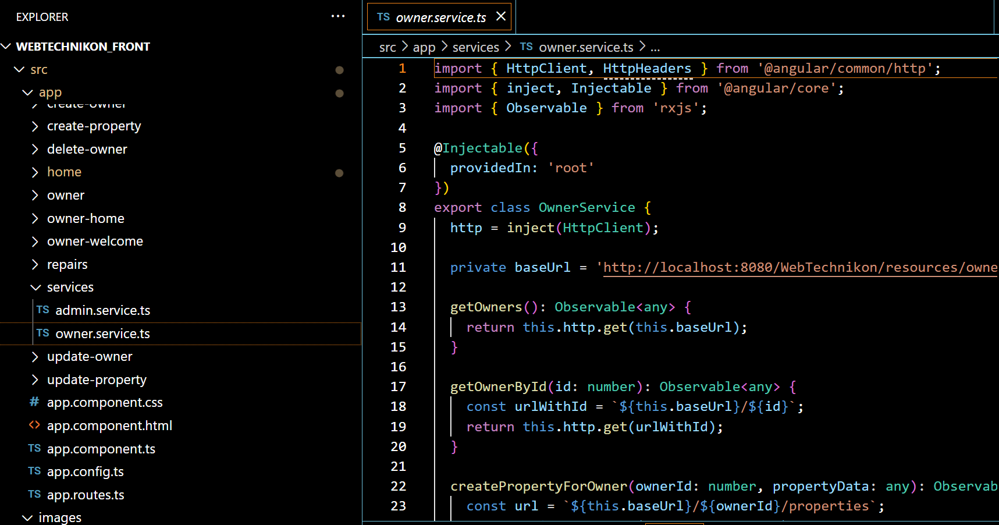 EXPLORER
WEBTECHNIKON_FRONT
src
app
create-owner
create-property
delete-owner
home
owner
owner-home
owner-welcome
repairs
services
TS admin.service.ts
TS owner.service.ts
update-owner
update-property
# app.component.css
<> app.component.html
TS app.component.ts
TS app.config.ts
TS app.routes.ts
images
TS owner.service.ts
src > app > services > TS owner.service.ts > ...
1 import { HttpClient, HttpHeaders } from '@angular/common/http';
2 import { inject, Injectable } from '@angular/core';
3 import { Observable } from 'rxjs';
4
5 @Injectable({
6 providedIn: 'root'
7 })
8 export class OwnerService {
9 http = inject(HttpClient);
10
11 private baseUrl = 'http://localhost:8080/WebTechnikon/resources/owne
12
13 getOwners(): Observable<any> {
14 return this.http.get(this.baseUrl);
15 }
16
17 getOwnerById(id: number): Observable<any> {
18 const urlWithId = `${this.baseUrl}/${id}`;
19 return this.http.get(urlWithId);
20 }
21
22 createPropertyForOwner(ownerId: number, propertyData: any): Observab
23 const url = `${this.baseUrl}/${ownerId}/properties`;